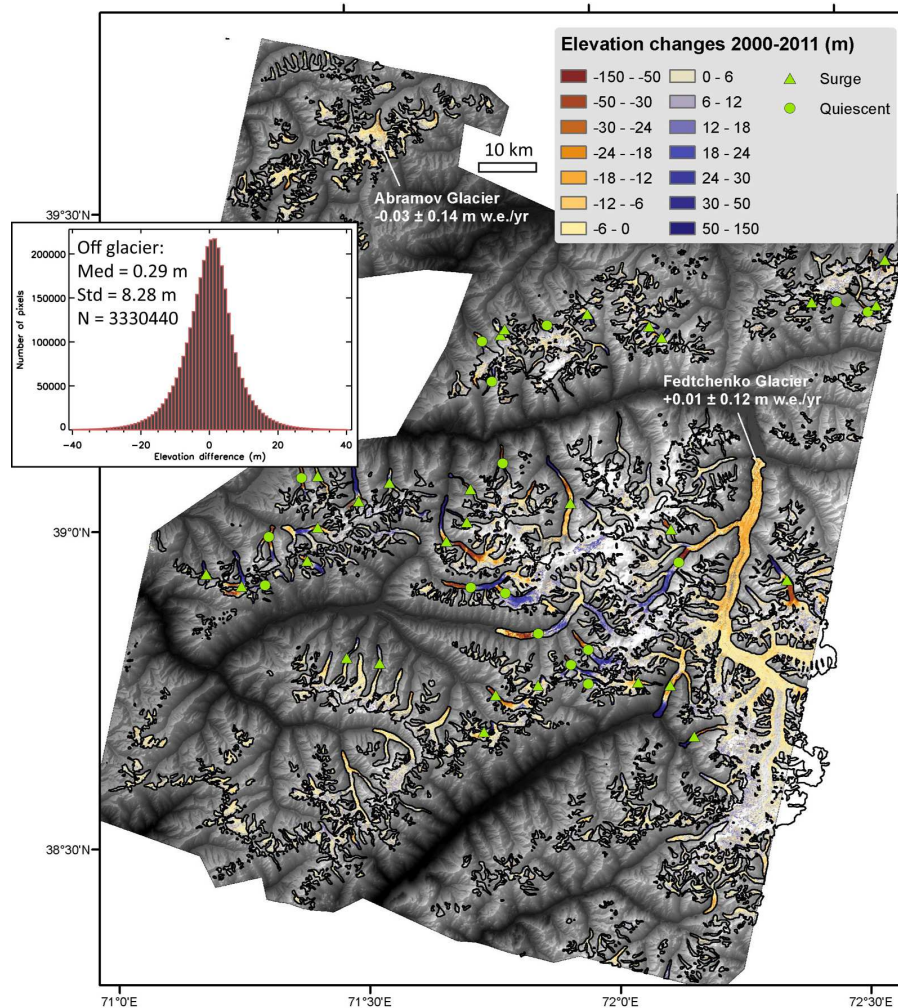 Elevation changes 2000-2011 (m)
-150 - -50
-50 - -30
-30 - -24
-24 - -18
-18 - -12
-12 - -6
-6 - 0
0 - 6
6 - 12
12 - 18
18 - 24
24 - 30
30 - 50
50 - 150
Surge
Quiescent
10 km
Abramov Glacier
-0.03 ± 0.14 m w.e./yr
39°30'N
Off glacier:
Med = 0.29 m
Std = 8.28 m
N = 3330440
Number of pixels
200000
150000
100000
50000
0
-40
-20
0
20
40
Elevation difference (m)
Fedtchenko Glacier
+0.01 ± 0.12 m w.e./yr
39°0'N
38°30'N
71°0'E
71°30'E
72°0'E
72°30'E